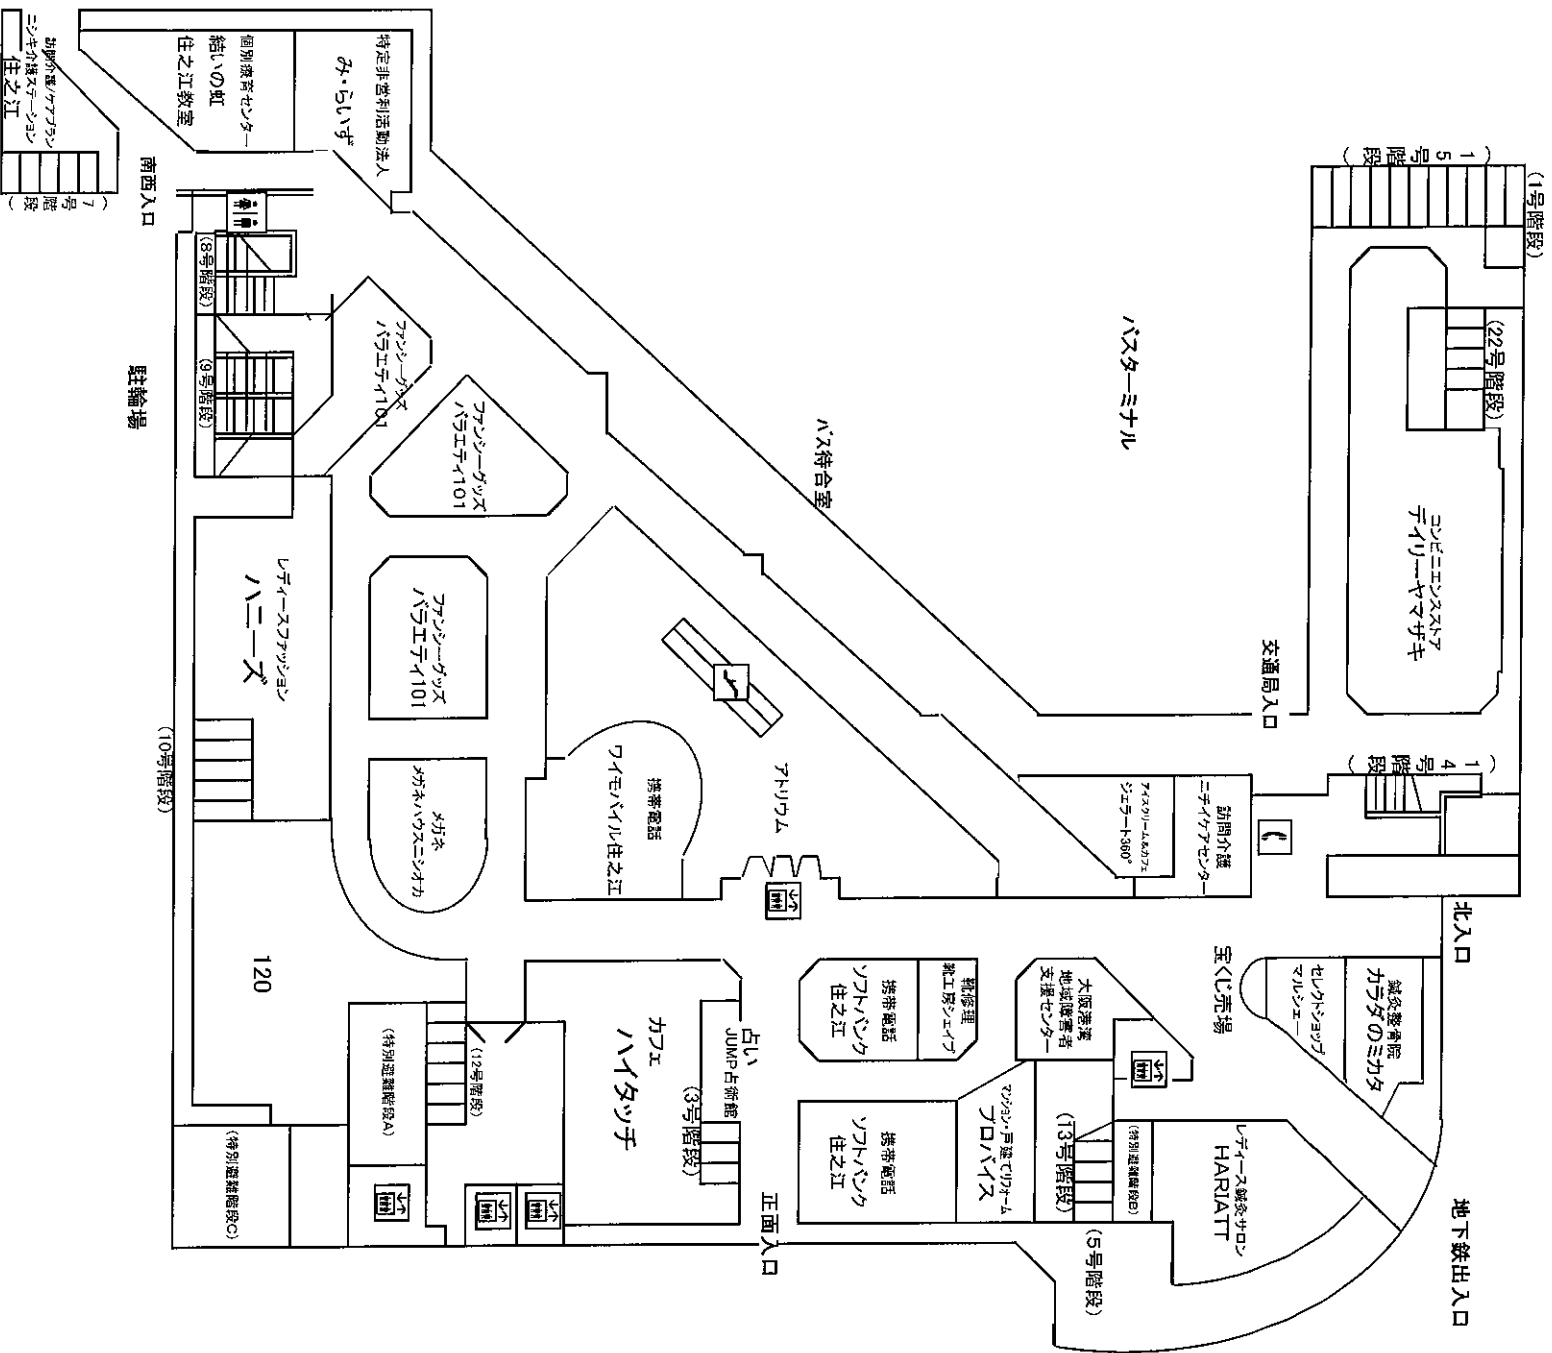 訪問介護/ケアプラン
ニシキ介護ステーション
住之江
(7号階段)
個別療育センター
結いの虹
住之江教室
特定非営利活動法人
み・らいず
南西入口
(8号階段)
(9号階段)
駐輪場
ファンシーグッズ
バラエティ101
ファンシーグッズ
バラエティ101
ファンシーグッズ
バラエティ101
レディースファッション
ハニーズ
(10号階段)
メガネ
メガネハウスニシオカ
携帯電話
ワイモバイル住之江
アトリウム
バス待合室
バスターミナル
(15号階段)
(1号階段)
(22号階段)
コンビニエンスストア
デイリーヤマザキ
交通局入口
(14号階段)
アイスクリーム&カフェ
ジェラート360°
訪問介護
ニチイケアセンター
北入口
120
(特別避難階段A)
(12号階段)
(特別避難階段C)
カフェ
ハイタッチ
占い
JUMP占術館
(3号階段)
正面入口
携帯電話
ソフトバンク
住之江
靴修理
靴工房シェイプ
携帯電話
ソフトバンク
住之江
マンション・戸建てリフォーム
プロバイス
大阪港湾
地域障害者
支援センター
(13号階段)
(特別避難階段B)
(5号階段)
宝くじ売場
セレクトショップ
マルシェー
鍼灸整骨院
カラダのミカタ
レディース鍼灸サロン
HARIATT
地下鉄出入口